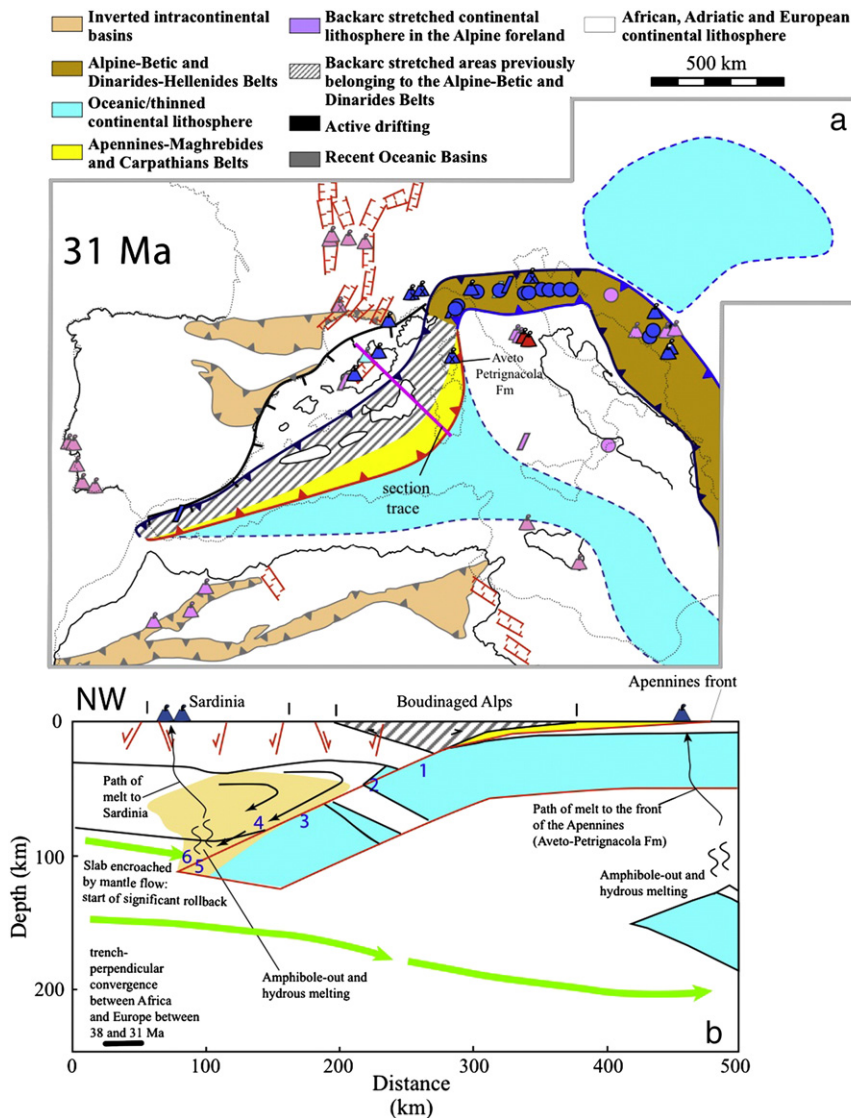 Inverted intracontinental
basins
Alpine-Betic and
Dinarides-Hellenides Belts
Oceanic/thinned
continental lithosphere
Apennines-Maghrebides
and Carpathians Belts
Backarc stretched continental
lithosphere in the Alpine foreland
Backarc stretched areas previously
belonging to the Alpine-Betic and
Dinarides Belts
Active drifting
Recent Oceanic Basins
African, Adriatic and European
continental lithosphere
500 km
a
31 Ma
Aveto
Petrignacola
Fm
section
trace
NW
Sardinia
Boudinaged Alps
Apennines front
0
100
200
Depth (km)
Path of
melt to
Sardinia
1
2
3
4
5
6
Path of melt to the front
of the Apennines
(Aveto-Petrignacola Fm)
Slab encroached
by mantle flow:
start of significant rollback
Amphibole-out and
hydrous melting
Amphibole-out and
hydrous melting
trench-
perpendicular
convergence
between Africa
and Europe between
38 and 31 Ma
b
0
100
200
300
400
500
Distance
(km)